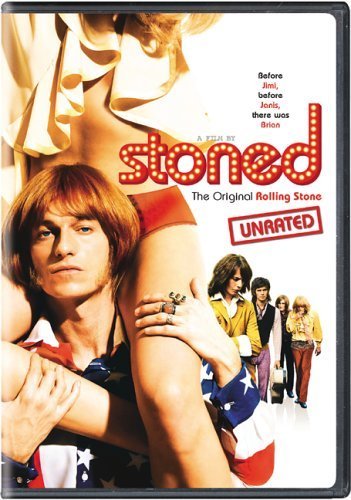 Before
Jimi,
before
Janis,
there was
Brian
A FILM BY
stoned
The Original Rolling Stone
UNRATED